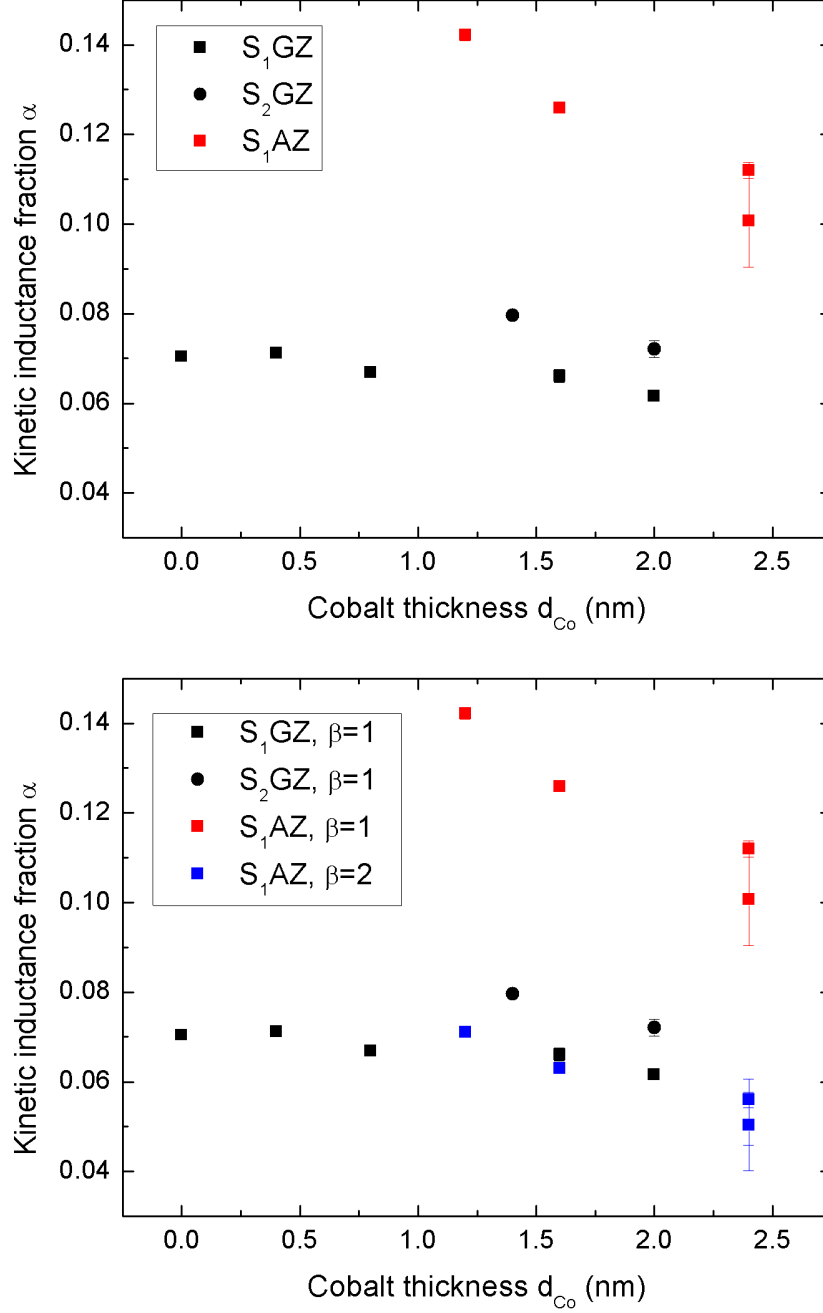 Kinetic inductance fraction α
0.14
0.12
0.10
0.08
0.06
0.04
S₁GZ
S₂GZ
S₁AZ
0.0 0.5 1.0 1.5 2.0 2.5
Cobalt thickness d_Co (nm)
Kinetic inductance fraction α
0.14
0.12
0.10
0.08
0.06
0.04
S₁GZ, β=1
S₂GZ, β=1
S₁AZ, β=1
S₁AZ, β=2
0.0 0.5 1.0 1.5 2.0 2.5
Cobalt thickness d_Co (nm)